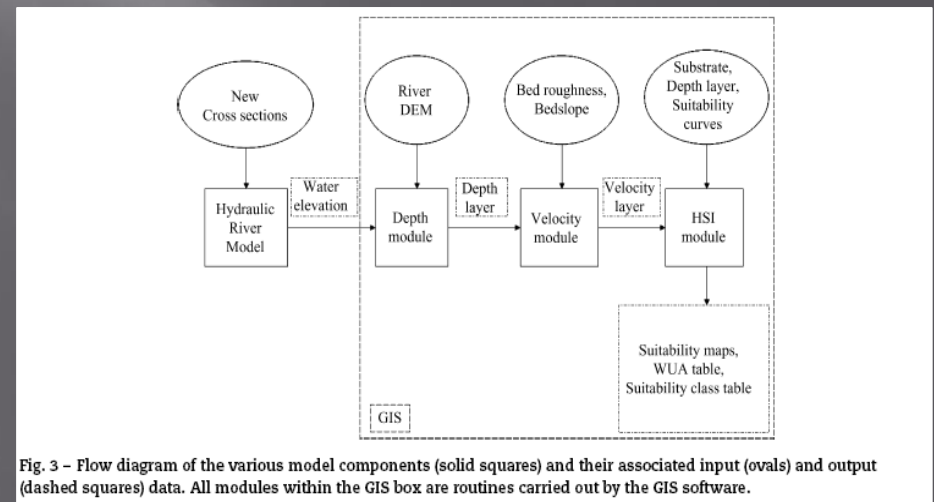 New
Cross sections
River
DEM
Bed roughness,
Bedslope
Substrate,
Depth layer,
Suitability
curves
Hydraulic
River
Model
Water
elevation
Depth
module
Depth
layer
Velocity
module
Velocity
layer
HSI
module
Suitability maps,
WUA table,
Suitability class table
GIS
Fig. 3 – Flow diagram of the various model components (solid squares) and their associated input (ovals) and output
(dashed squares) data. All modules within the GIS box are routines carried out by the GIS software.